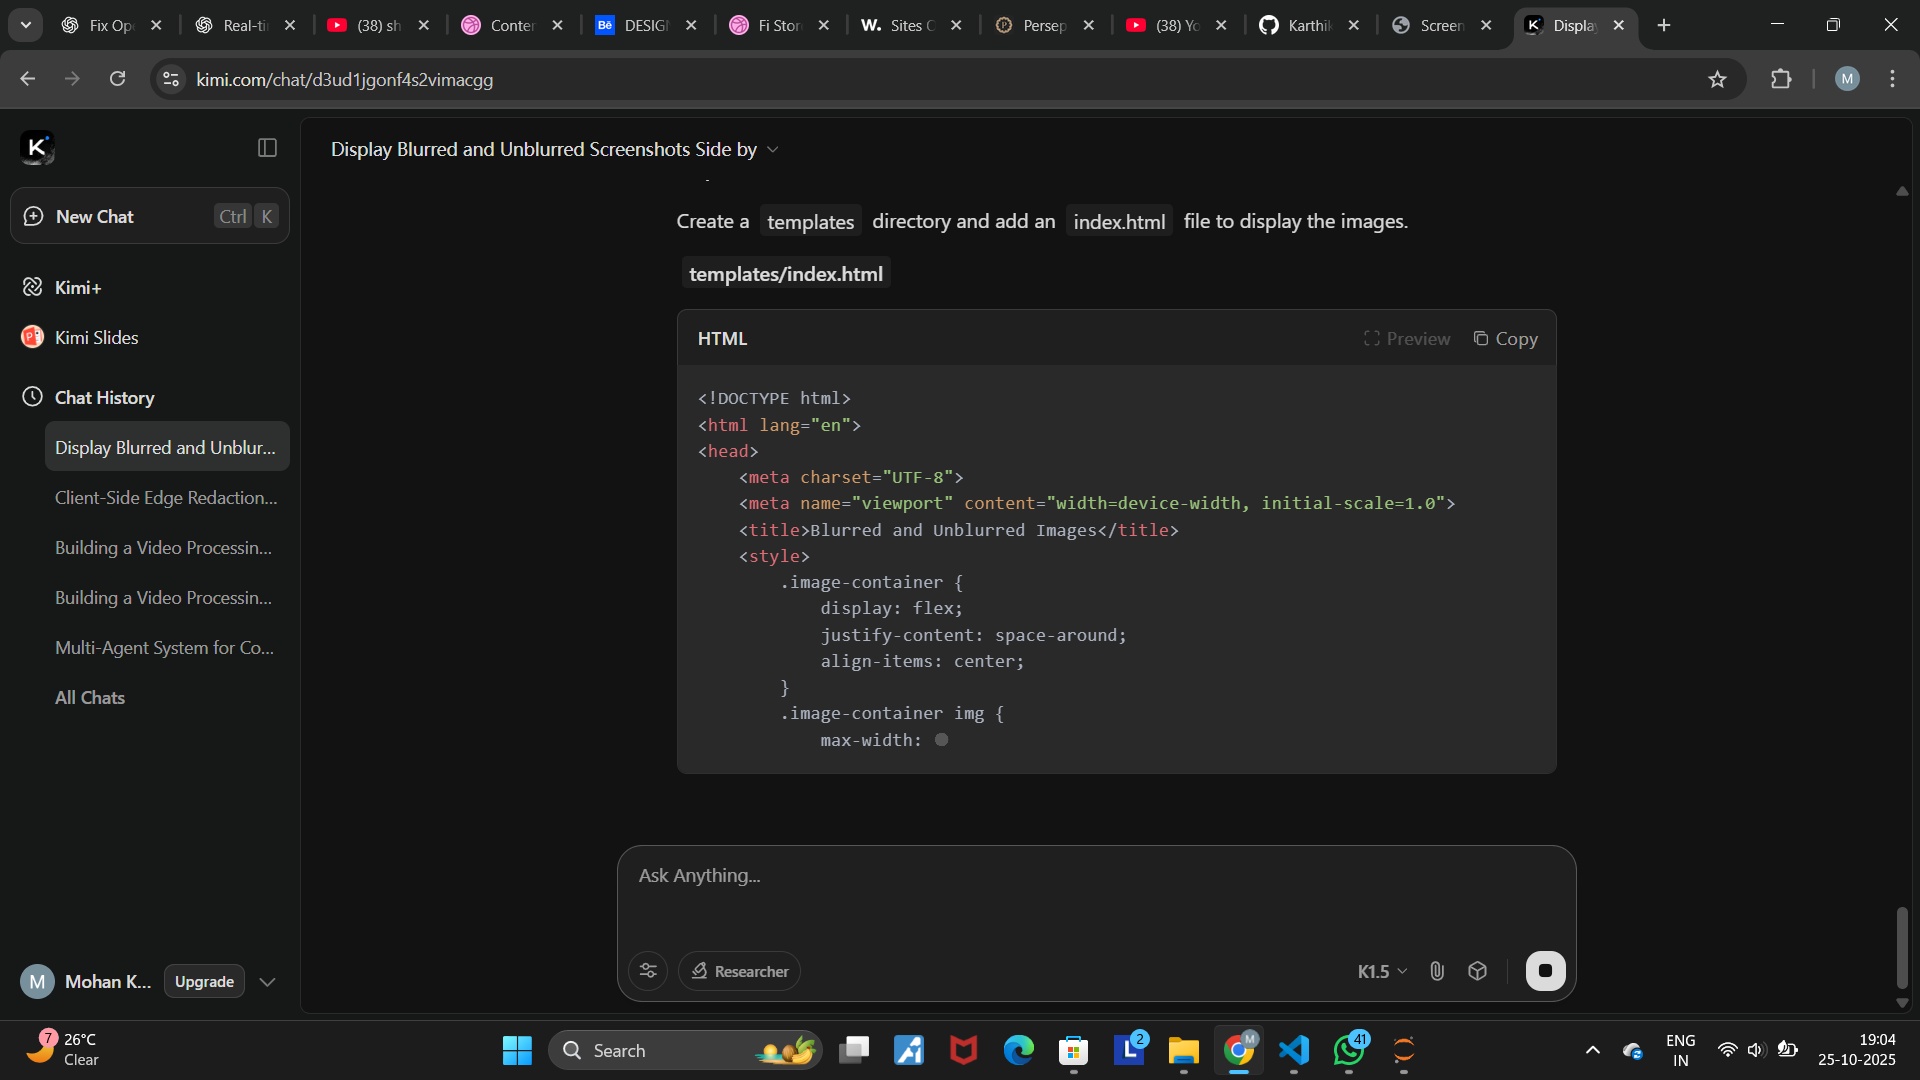 Fix Op
Real-ti
(38) sh
Conter
Bē
DESIGI
Fi Stor
W.
Sites C
Persep
(38) Yo
Karthik
Screen
K
Display
kimi.com/chat/d3ud1jgonf4s2vimacgg
M
K
Display Blurred and Unblurred Screenshots Side by
New Chat
Ctrl K
Kimi+
Kimi Slides
Chat History
Display Blurred and Unblur...
Client-Side Edge Redaction...
Building a Video Processin...
Building a Video Processin...
Multi-Agent System for Co...
All Chats
Create a templates directory and add an index.html file to display the images.
templates/index.html
HTML
Preview
Copy
<!DOCTYPE html>
<html lang="en">
<head>
<meta charset="UTF-8">
<meta name="viewport" content="width=device-width, initial-scale=1.0">
<title>Blurred and Unblurred Images</title>
<style>
.image-container {
display: flex;
justify-content: space-around;
align-items: center;
}
.image-container img {
max-width:
Ask Anything...
Researcher
K1.5
M
Mohan K...
Upgrade
7
26°C
Clear
Search
L
2
M
41
ENG
IN
19:04
25-10-2025